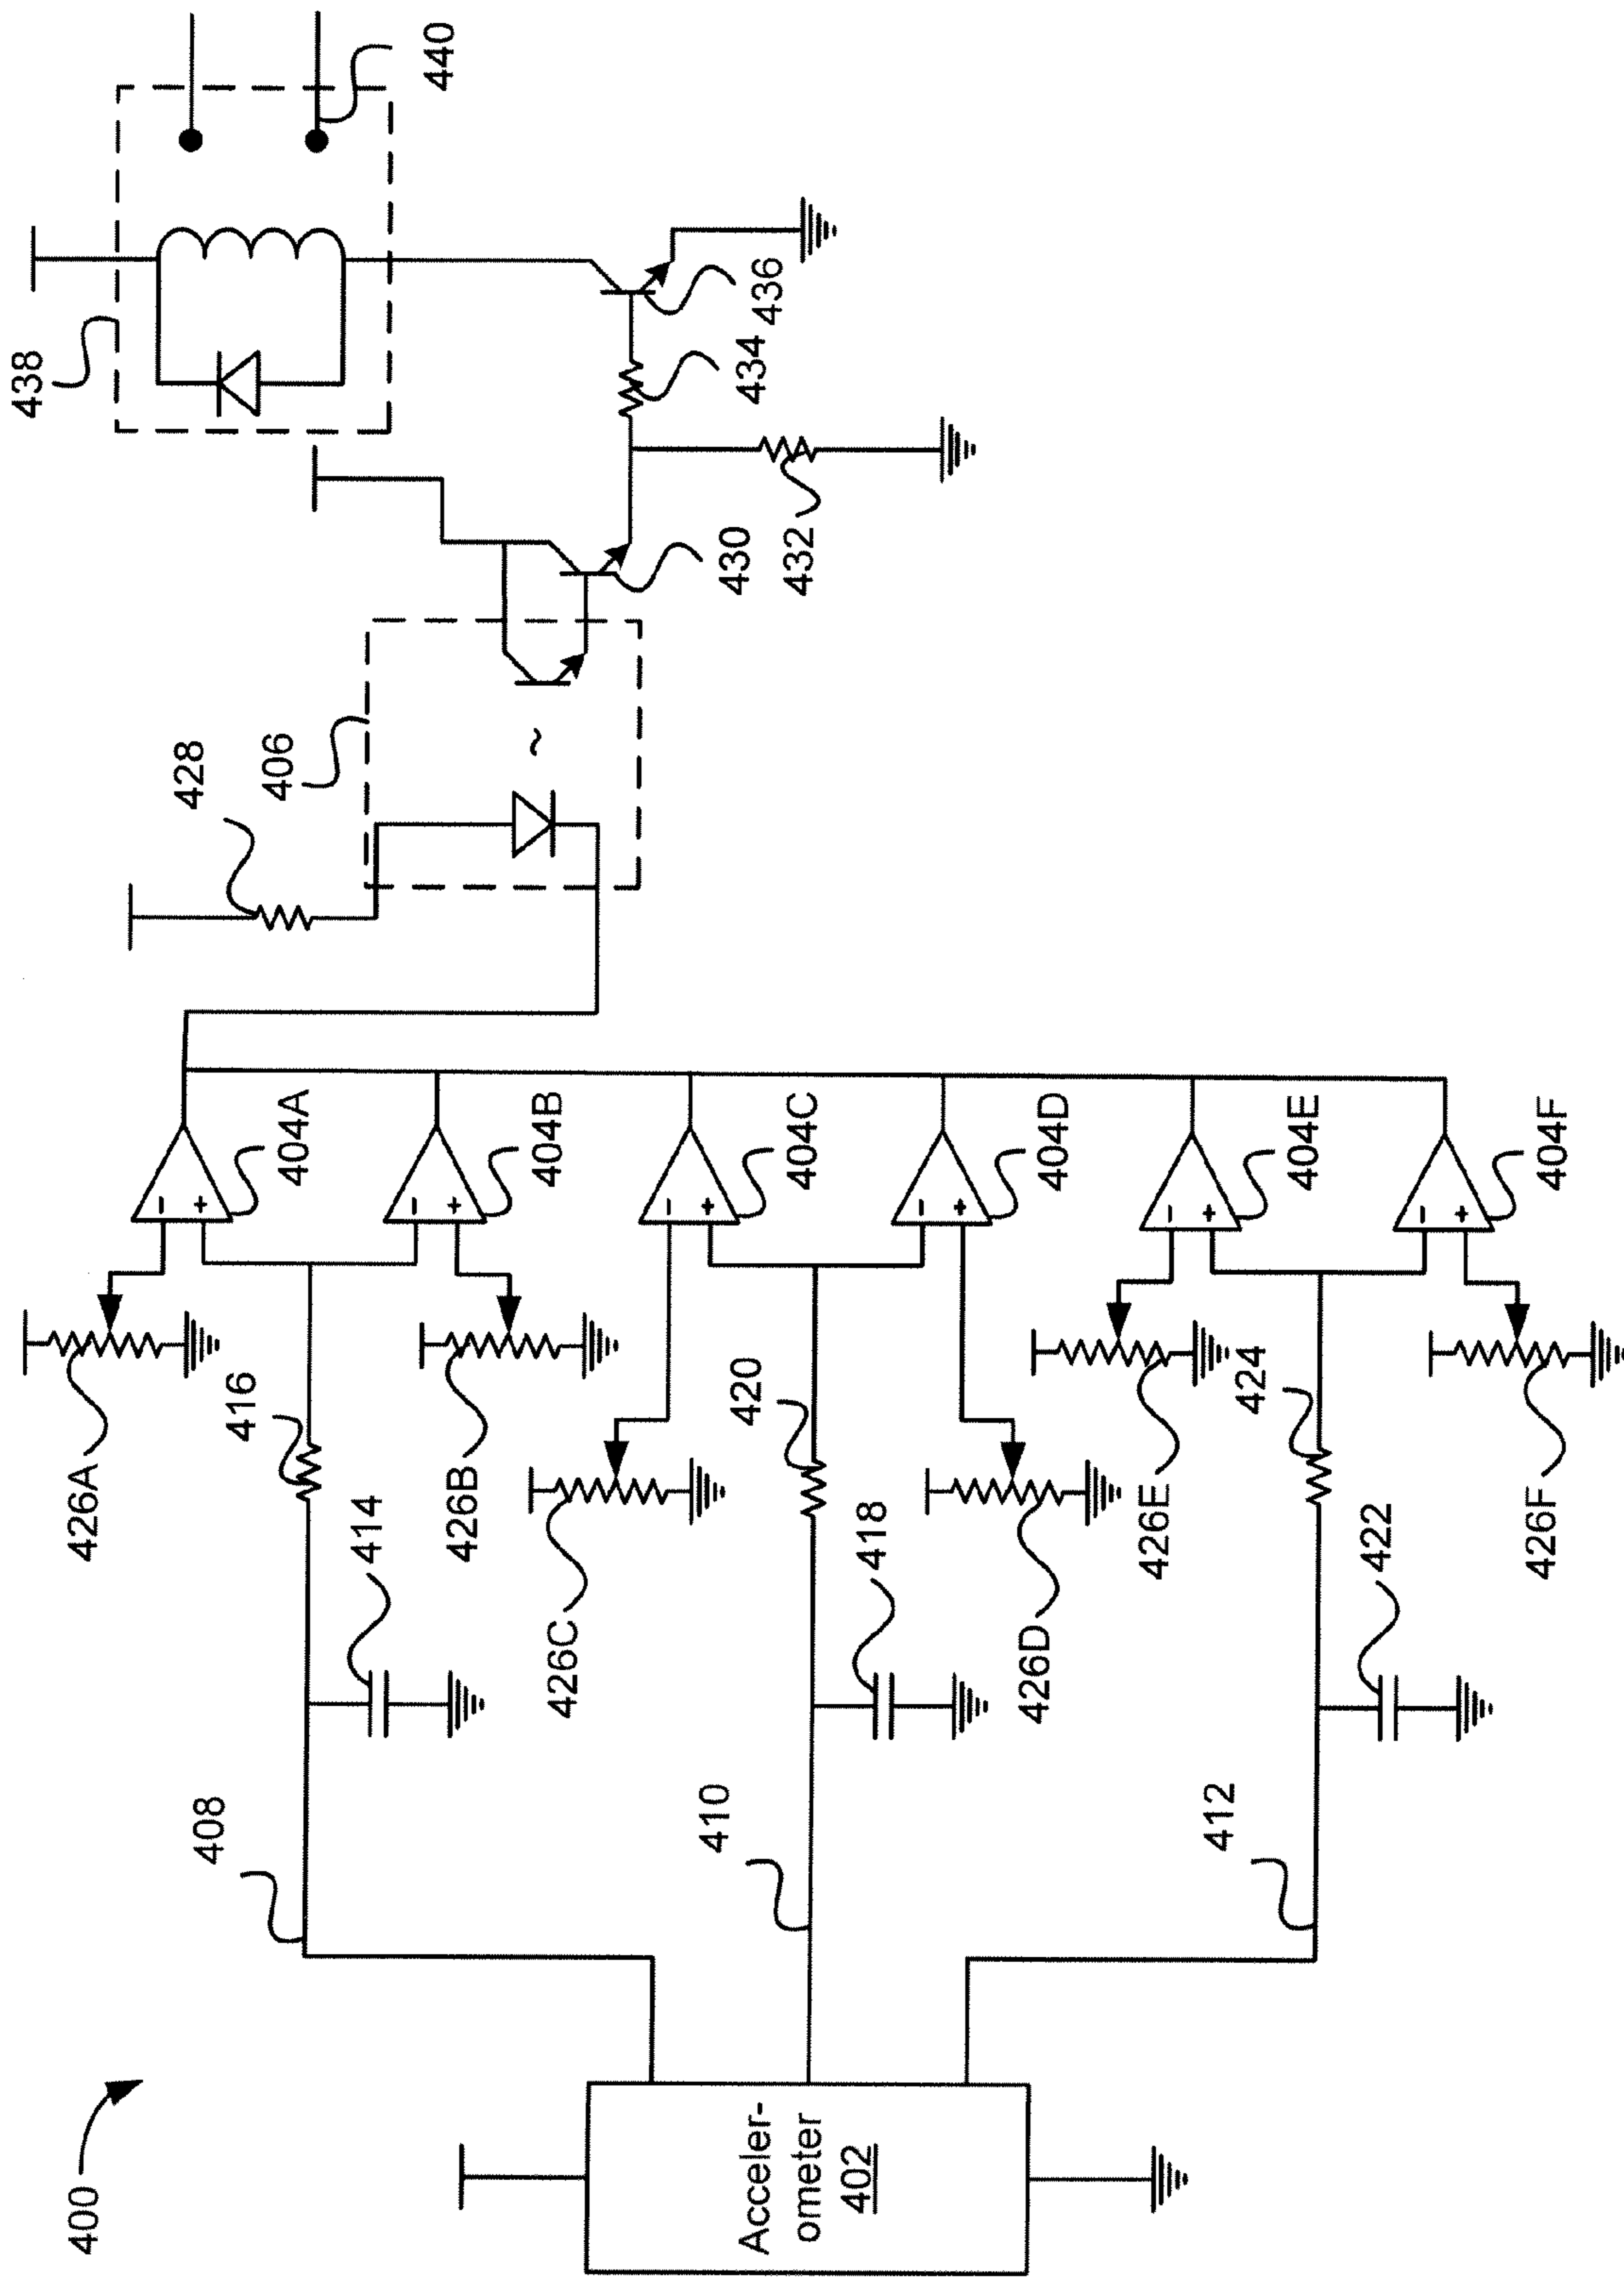 400
Acceler-
ometer
402
408
410
412
414
418
422
416
420
424
426A
426B
426C
426D
426E
426F
-
+
404A
-
+
404B
-
+
404C
-
+
404D
-
+
404E
-
+
404F
428
406
~
430
432
434
436
438
440